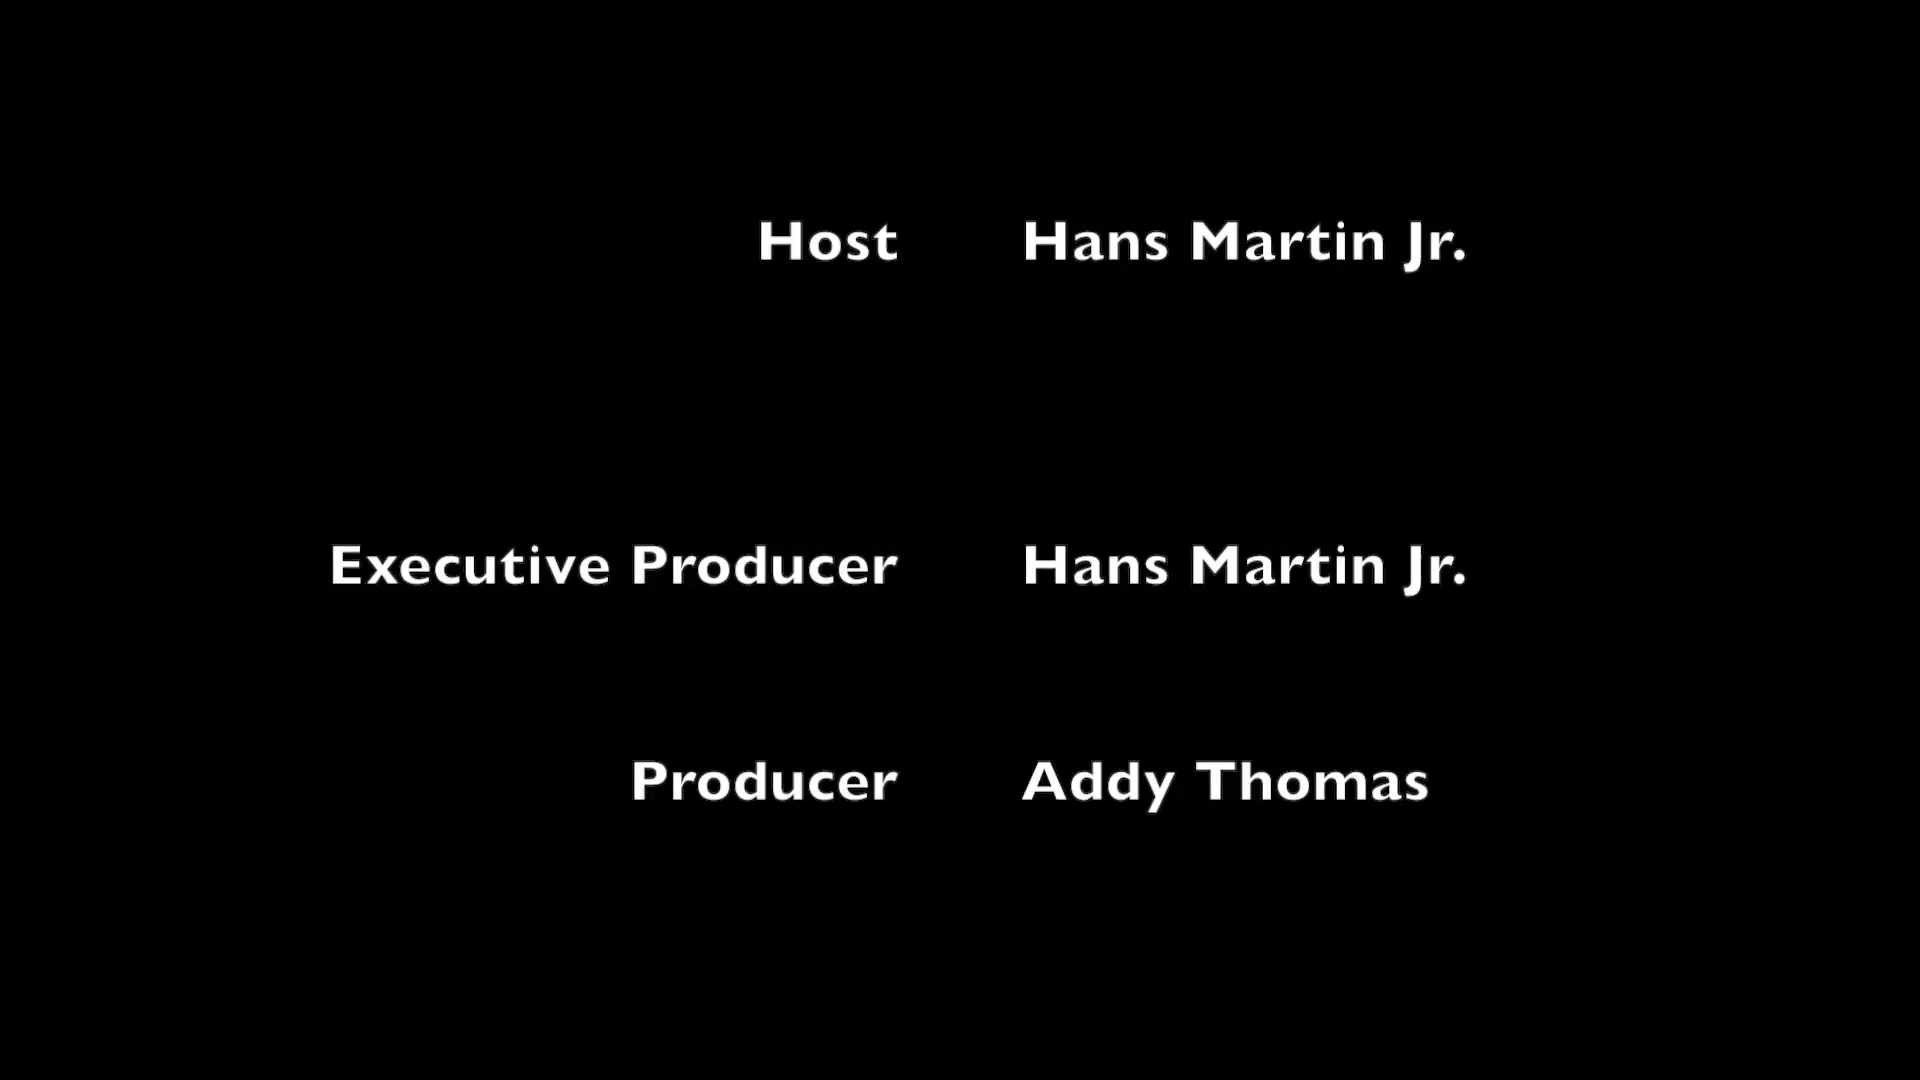 Host Hans Martin Jr.
Executive Producer Hans Martin Jr.
Producer Addy Thomas